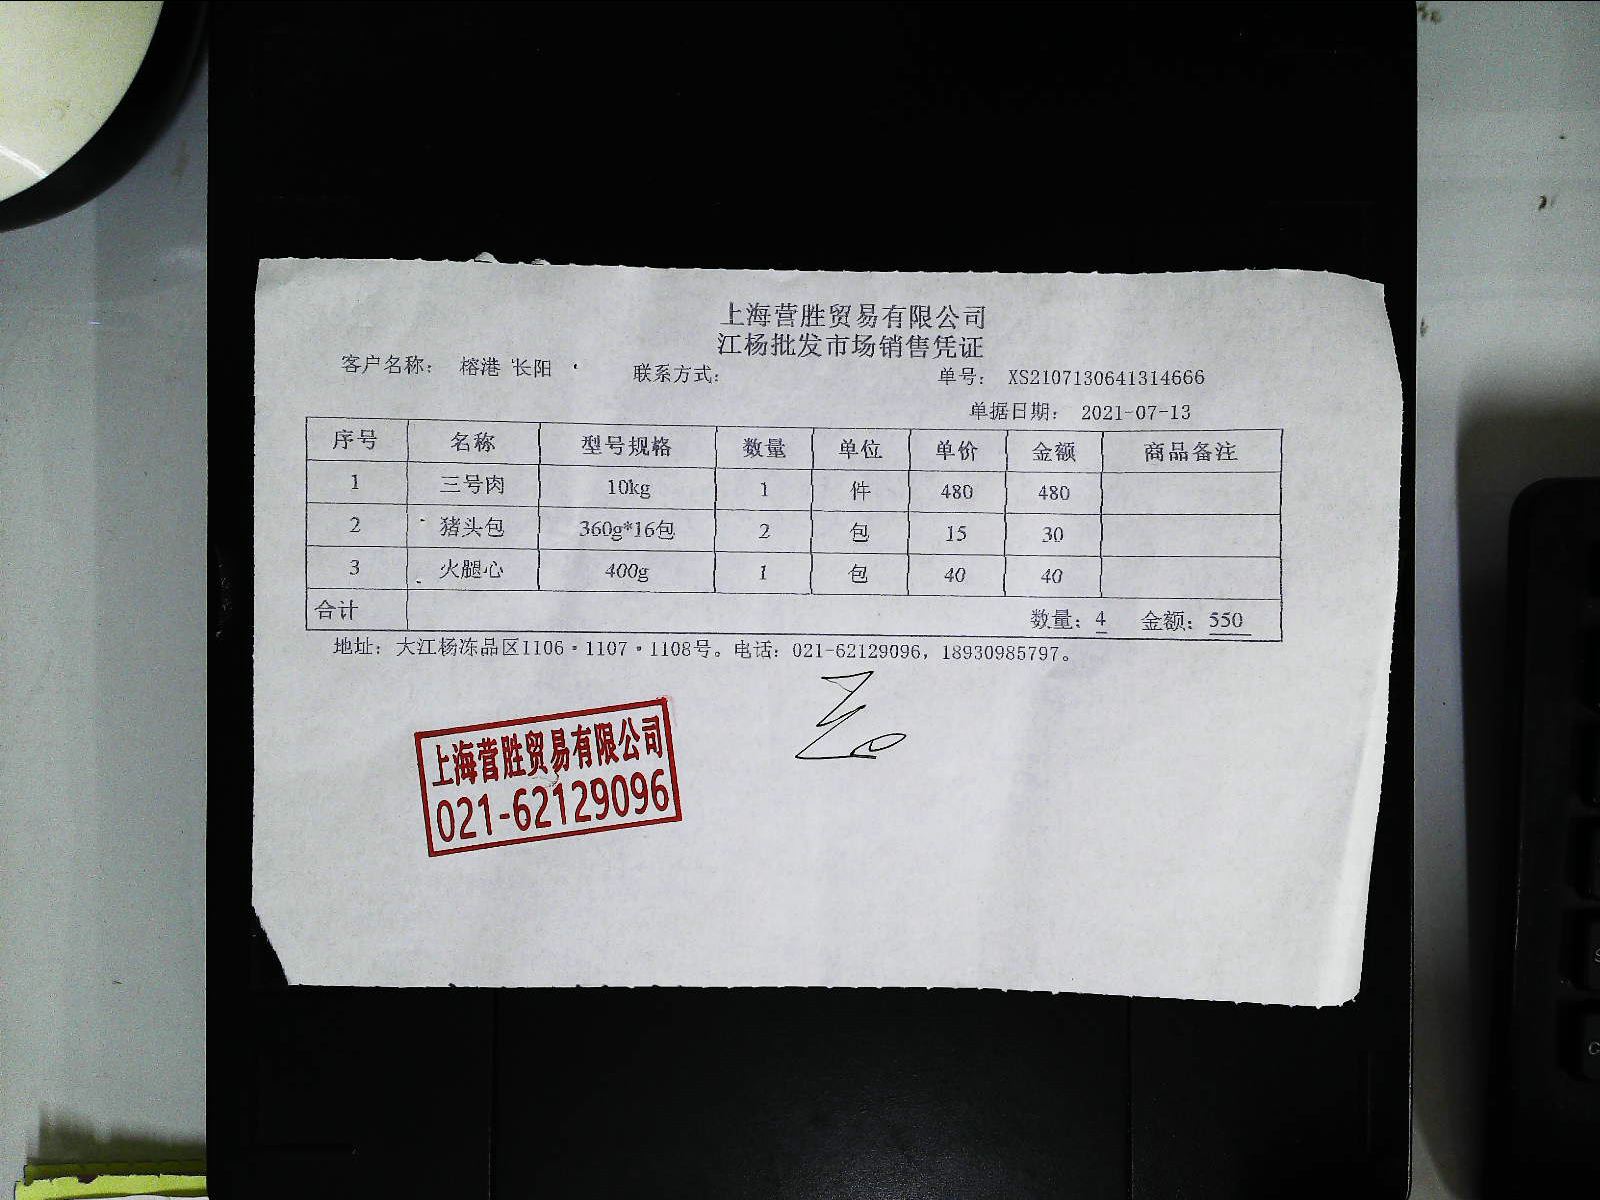 上海营胜贸易有限公司
江杨批发市场销售凭证
客户名称： 榕港 长阳 联系方式： 单号： XS2107130641314666
单据日期： 2021-07-13
序号 名称 型号规格 数量 单位 单价 金额 商品备注
1 三号肉 10kg 1 件 480 480
2 猪头包 360g*16包 2 包 15 30
3 火腿心 400g 1 包 40 40
合计 数量：4 金额：550
地址：大江杨冻品区1106·1107·1108号。电话：021-62129096，18930985797。
上海营胜贸易有限公司
021-62129096